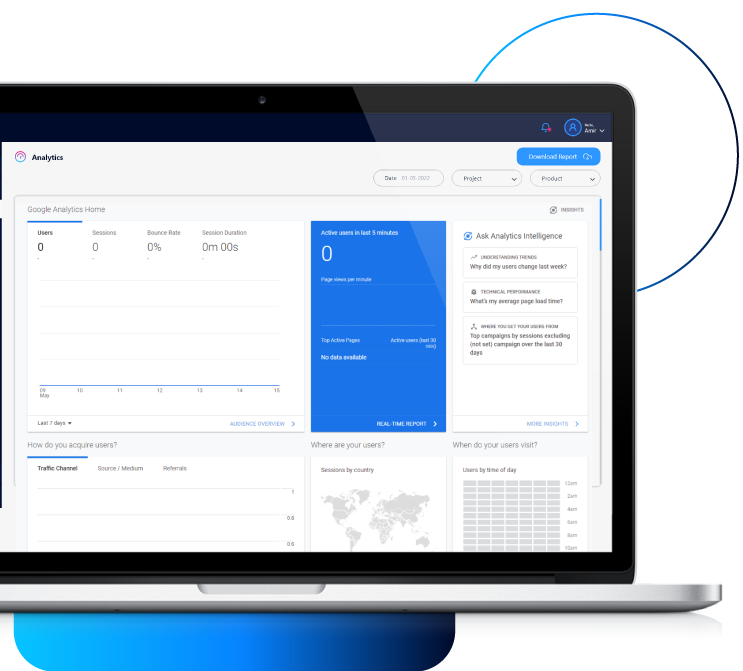 Hello,
Amir
Analytics
Download Report
Date 01-05-2022
Project
Product
Google Analytics Home
INSIGHTS
Users
Sessions
Bounce Rate
Session Duration
0
0
0%
0m 00s
-
-
-
-
09
May
10
11
12
13
14
15
Last 7 days
AUDIENCE OVERVIEW
Active users in last 5 minutes
0
Page views per minute
Top Active Pages
Active users (last 30
min)
No data available
REAL-TIME REPORT
Ask Analytics Intelligence
UNDERSTANDING TRENDS
Why did my users change last week?
TECHNICAL PERFORMANCE
What's my average page load time?
WHERE YOU GET YOUR USERS FROM
Top campaigns by sessions excluding
(not set) campaign over the last 30
days
MORE INSIGHTS
How do you acquire users?
Where are your users?
When do your users visit?
Traffic Channel
Source / Medium
Referrals
1
0.8
0.6
Sessions by country
Users by time of day
12am
2am
4am
6am
8am
10am